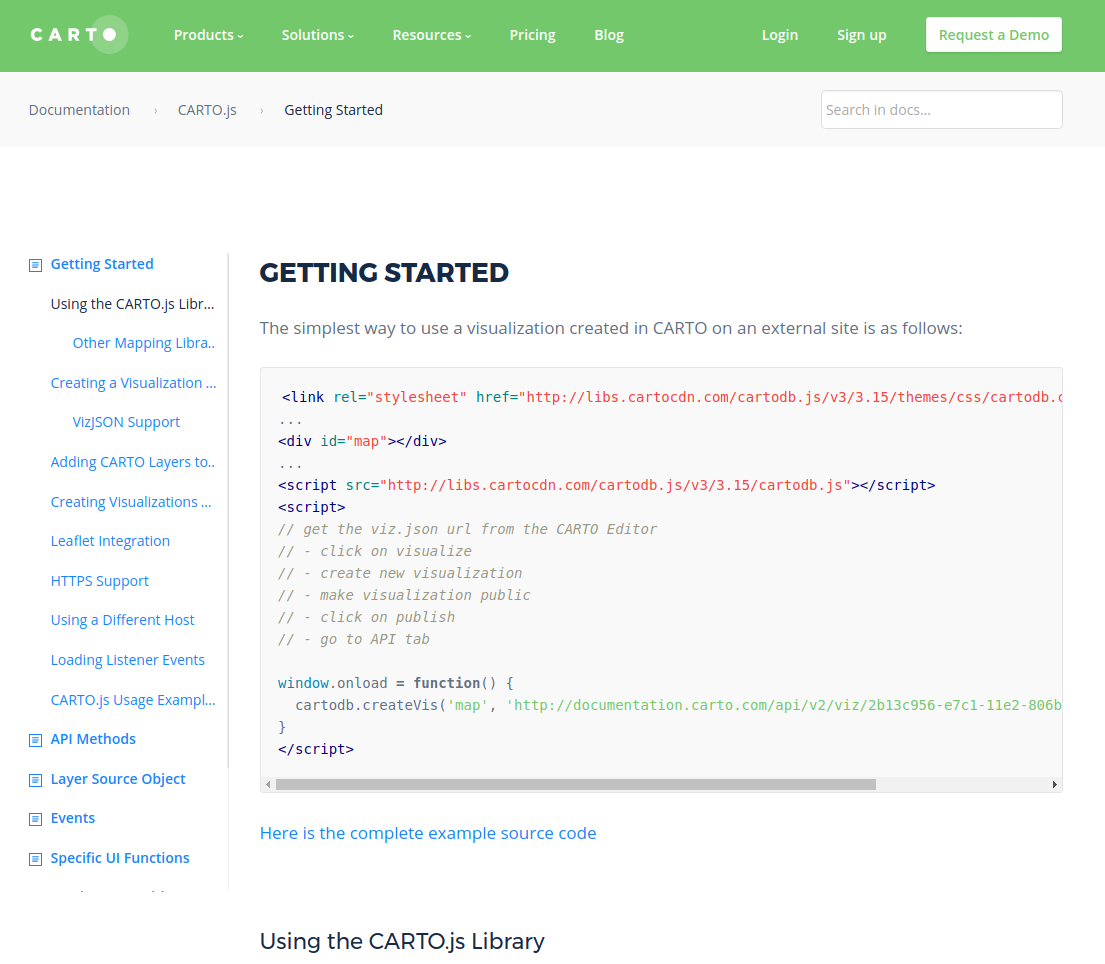 CARTO Products Solutions Resources Pricing Blog Login Sign up Request a Demo
Documentation › CARTO.js › Getting Started Search in docs...
Getting Started
Using the CARTO.js Libr...
Other Mapping Libra..
Creating a Visualization ...
VizJSON Support
Adding CARTO Layers to..
Creating Visualizations ...
Leaflet Integration
HTTPS Support
Using a Different Host
Loading Listener Events
CARTO.js Usage Exampl...
API Methods
Layer Source Object
Events
Specific UI Functions
GETTING STARTED
The simplest way to use a visualization created in CARTO on an external site is as follows:
<link rel="stylesheet" href="http://libs.cartocdn.com/cartodb.js/v3/3.15/themes/css/cartodb.c
...
<div id="map"></div>
...
<script src="http://libs.cartocdn.com/cartodb.js/v3/3.15/cartodb.js"></script>
<script>
// get the viz.json url from the CARTO Editor
// - click on visualize
// - create new visualization
// - make visualization public
// - click on publish
// - go to API tab
window.onload = function() {
cartodb.createVis('map', 'http://documentation.carto.com/api/v2/viz/2b13c956-e7c1-11e2-806b
}
</script>
Here is the complete example source code
Using the CARTO.js Library